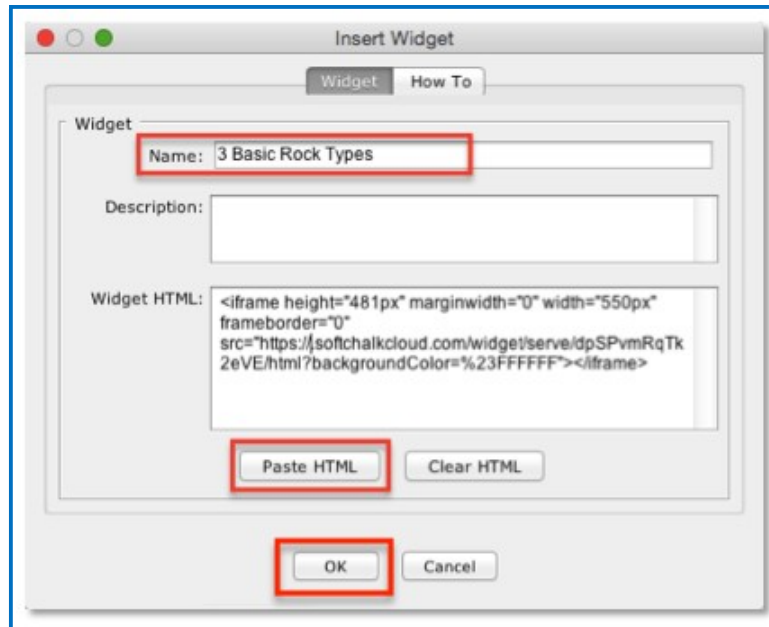 Insert Widget
Widget How To
Widget
Name: 3 Basic Rock Types
Description:
Widget HTML: <iframe height="481px" marginwidth="0" width="550px"
frameborder="0"
src="https://.softchalkcloud.com/widget/serve/dpSPvmRqTk
2eVE/html?backgroundColor=%23FFFFFF"></iframe>
Paste HTML Clear HTML
OK Cancel